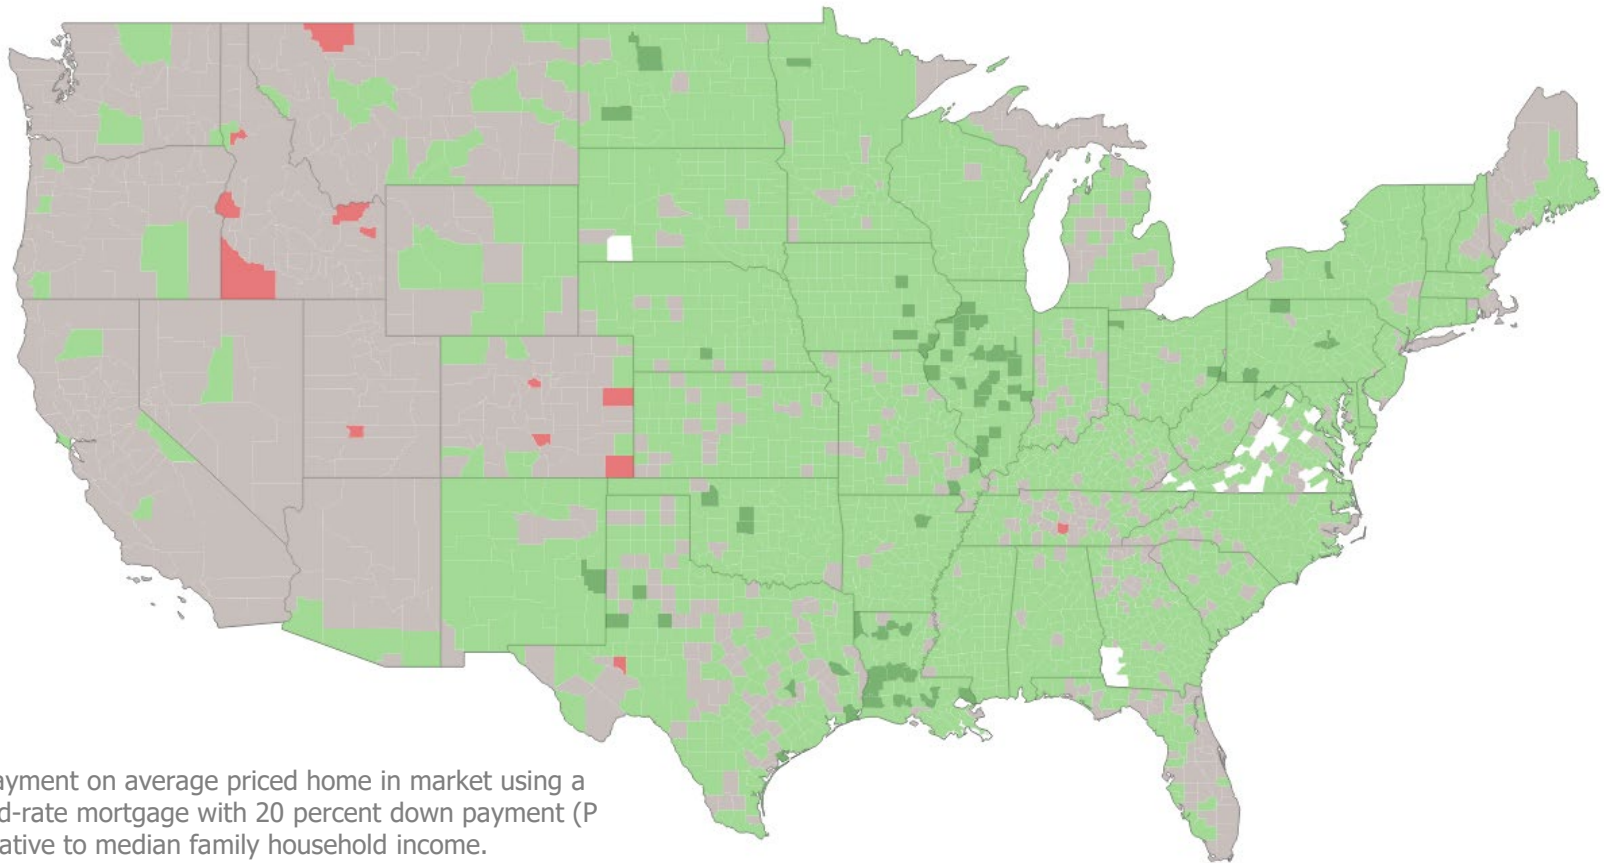 ayment on average priced home in market using a
d-rate mortgage with 20 percent down payment (P
ative to median family household income.